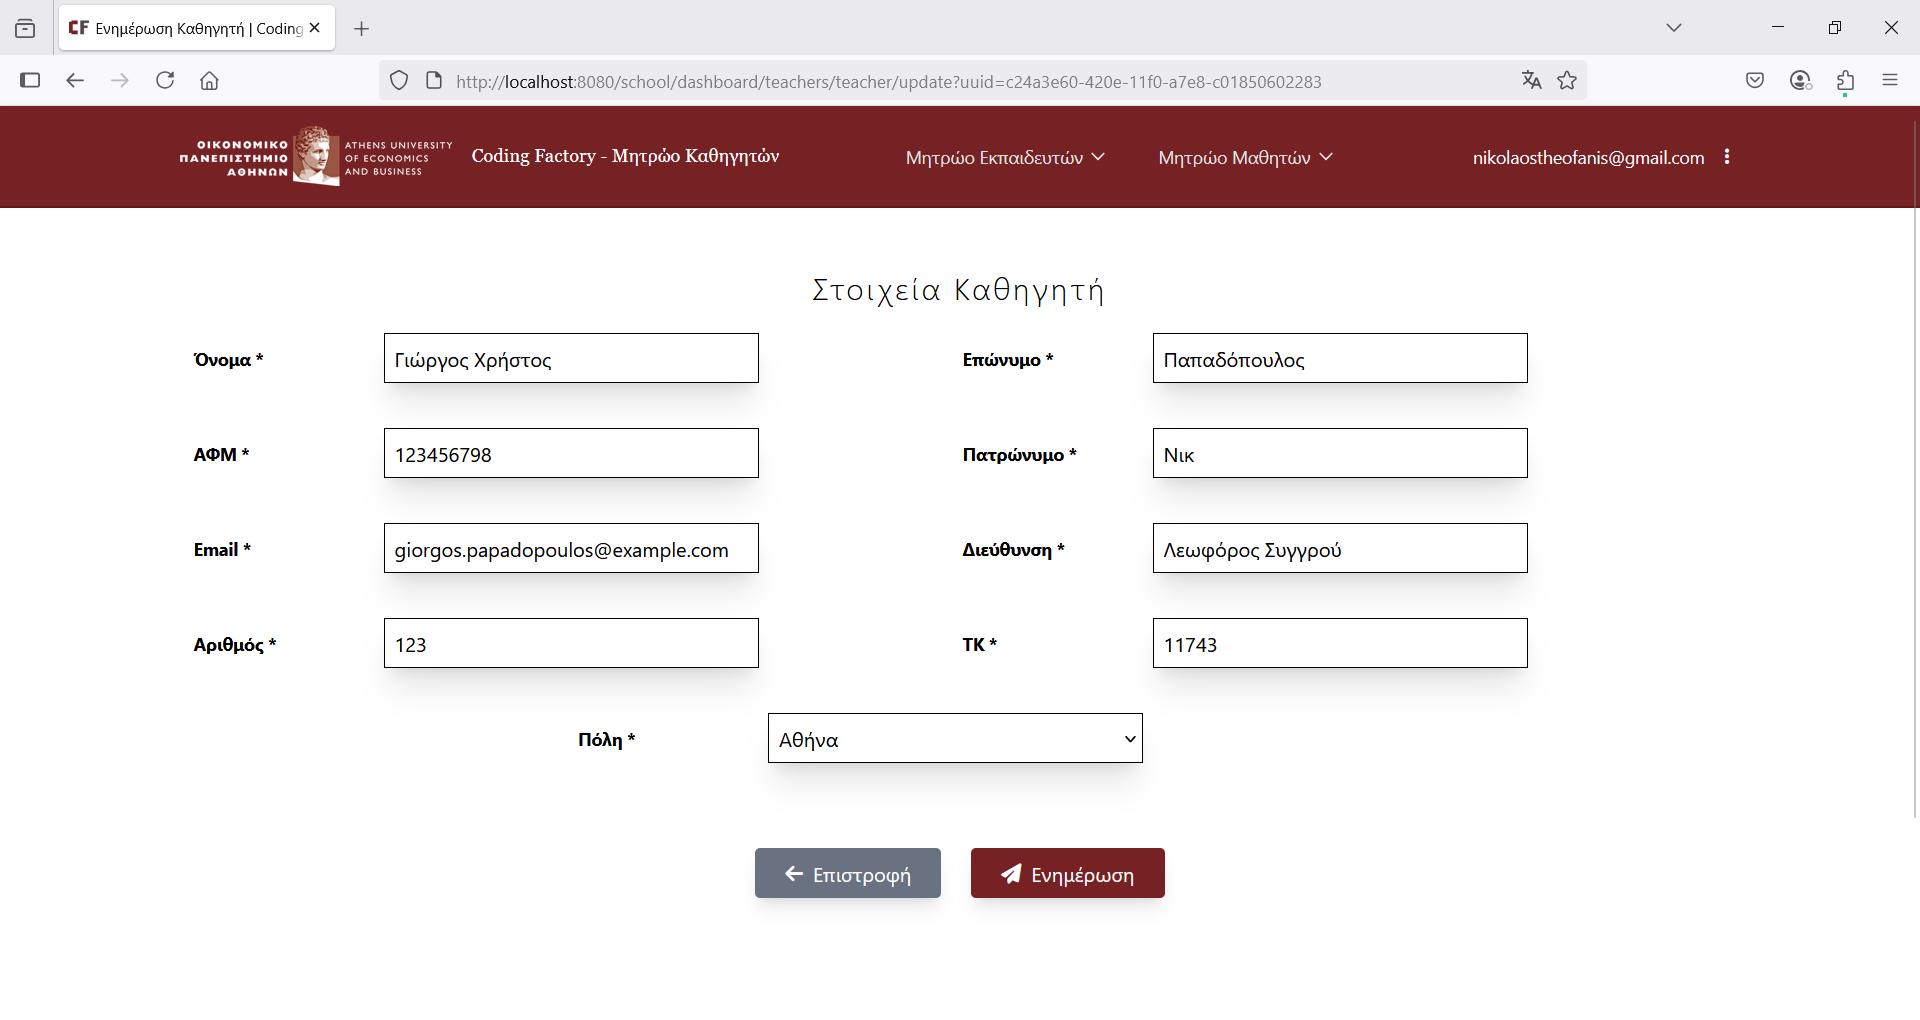 Ενημέρωση Καθηγητή | Coding
http://localhost:8080/school/dashboard/teachers/teacher/update?uuid=c24a3e60-420e-11f0-a7e8-c01850602283
ΟΙΚΟΝΟΜΙΚΟ
ΠΑΝΕΠΙΣΤΗΜΙΟ
ΑΘΗΝΩΝ
ATHENS UNIVERSITY
OF ECONOMICS
AND BUSINESS
Coding Factory - Μητρώο Καθηγητών
Μητρώο Εκπαιδευτών
Μητρώο Μαθητών
nikolaostheofanis@gmail.com
Στοιχεία Καθηγητή
Όνομα * Γιώργος Χρήστος
Επώνυμο * Παπαδόπουλος
ΑΦΜ * 123456798
Πατρώνυμο * Νικ
Email * giorgos.papadopoulos@example.com
Διεύθυνση * Λεωφόρος Συγγρού
Αριθμός * 123
ΤΚ * 11743
Πόλη * Αθήνα
Επιστροφή
Ενημέρωση